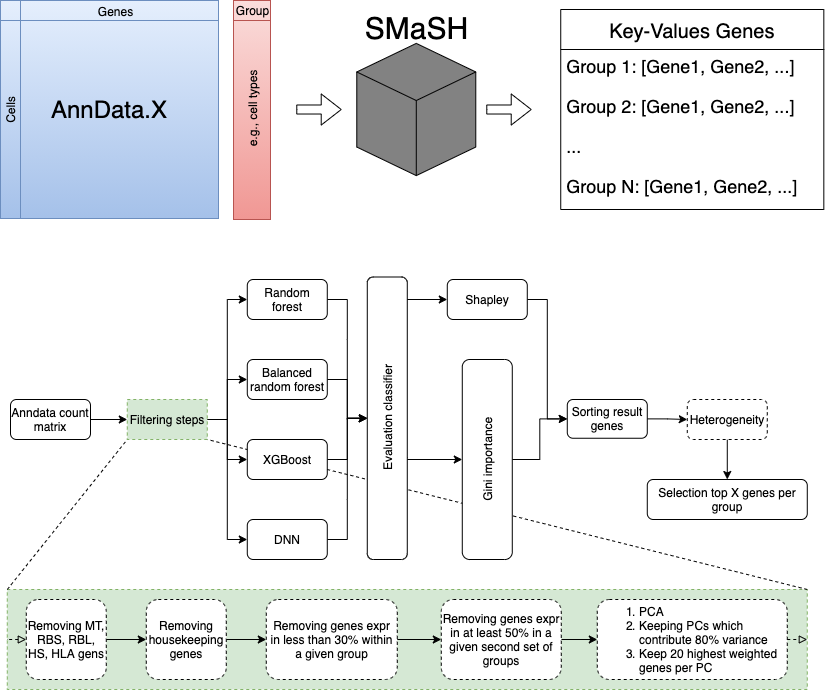 Genes
Group
SMaSH
Key-Values Genes
Cells
AnnData.X
e.g., cell types
Group 1: [Gene1, Gene2, ...]
Group 2: [Gene1, Gene2, ...]
...
Group N: [Gene1, Gene2, ...]
Random
forest
Shapley
Balanced
random forest
Anndata count
matrix
Filtering steps
Evaluation classifier
Gini importance
Sorting result
genes
Heterogeneity
XGBoost
Selection top X genes per
group
DNN
Removing MT,
RBS, RBL,
HS, HLA gens
Removing
housekeeping
genes
Removing genes expr
in less than 30% within
a given group
Removing genes expr
in at least 50% in a
given second set of
groups
1. PCA
2. Keeping PCs which
contribute 80% variance
3. Keep 20 highest weighted
genes per PC